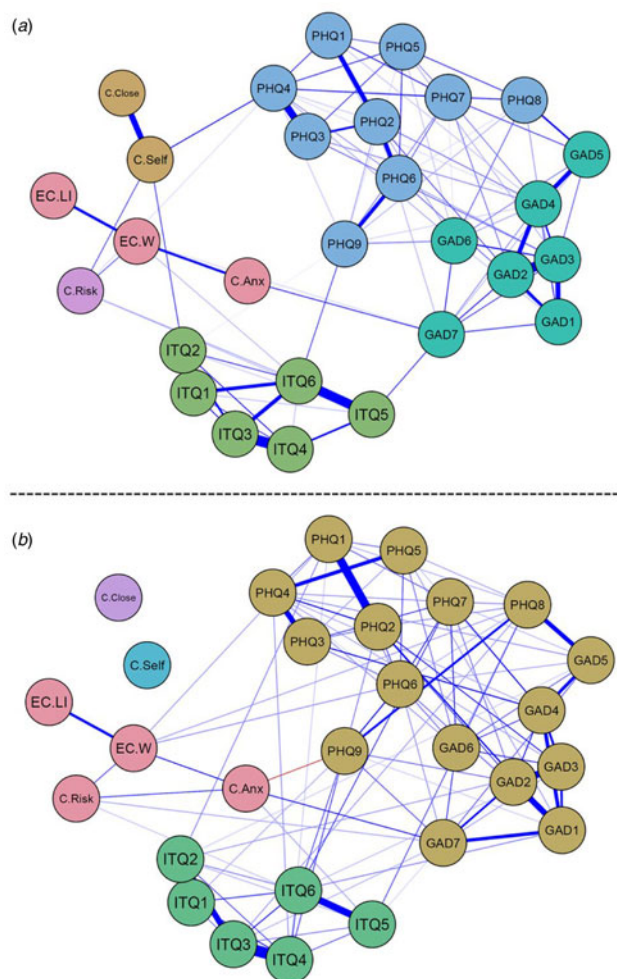 (a)
PHQ1
PHQ5
C.Close
PHQ4
PHQ7
PHQ8
PHQ2
PHQ3
C.Self
GAD5
PHQ6
EC.LI
GAD4
EC.W
PHQ9
GAD6
GAD3
GAD2
C.Anx
C.Risk
GAD1
GAD7
ITQ2
ITQ6
ITQ1
ITQ5
ITQ3
ITQ4
(b)
PHQ1
PHQ5
PHQ4
C.Close
PHQ7
PHQ8
PHQ2
PHQ3
C.Self
GAD5
PHQ6
EC.LI
GAD4
EC.W
PHQ9
GAD6
GAD3
GAD2
C.Anx
C.Risk
GAD1
GAD7
ITQ2
ITQ6
ITQ1
ITQ5
ITQ3
ITQ4